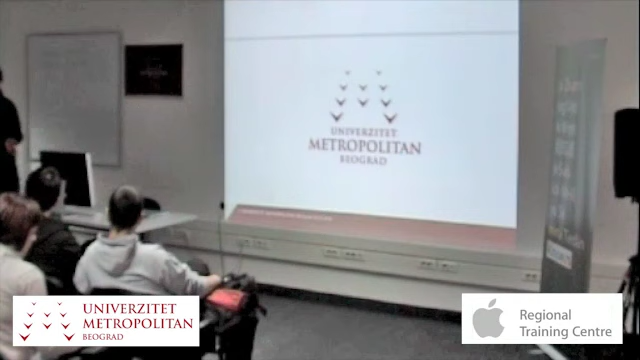 UNIVERZITET
METROPOLITAN
BEOGRAD
UNIVERZITET
METROPOLITAN
BEOGRAD
Regional
Training Centre